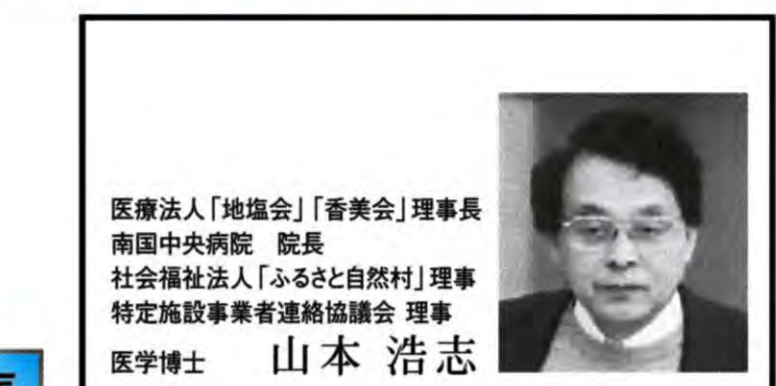 医療法人「地塩会」「香美会」理事長
南国中央病院　院長
社会福祉法人「ふるさと自然村」理事
特定施設事業者連絡協議会 理事
医学博士　山本 浩志